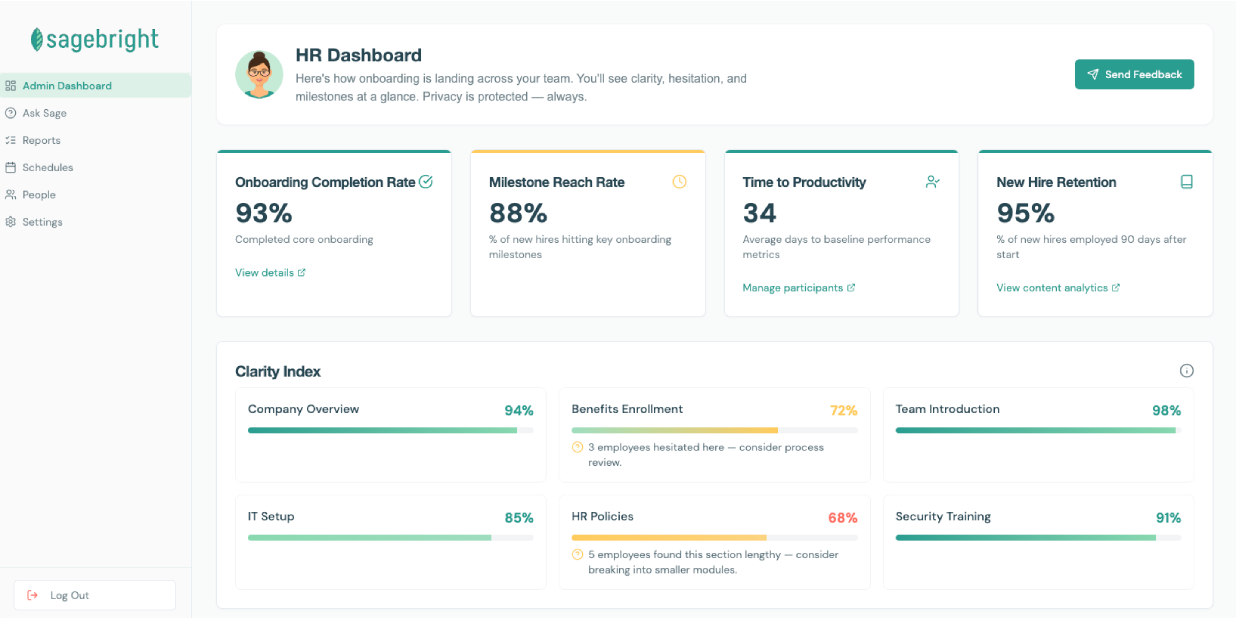 sagebright
Admin Dashboard
Ask Sage
Reports
Schedules
People
Settings
Log Out
HR Dashboard
Here's how onboarding is landing across your team. You'll see clarity, hesitation, and
milestones at a glance. Privacy is protected — always.
Send Feedback
Onboarding Completion Rate
93%
Completed core onboarding
View details
Milestone Reach Rate
88%
% of new hires hitting key onboarding
milestones
Time to Productivity
34
Average days to baseline performance
metrics
Manage participants
New Hire Retention
95%
% of new hires employed 90 days after
start
View content analytics
Clarity Index
Company Overview
94%
Benefits Enrollment
72%
3 employees hesitated here — consider process
review.
Team Introduction
98%
IT Setup
85%
HR Policies
68%
5 employees found this section lengthy — consider
breaking into smaller modules.
Security Training
91%